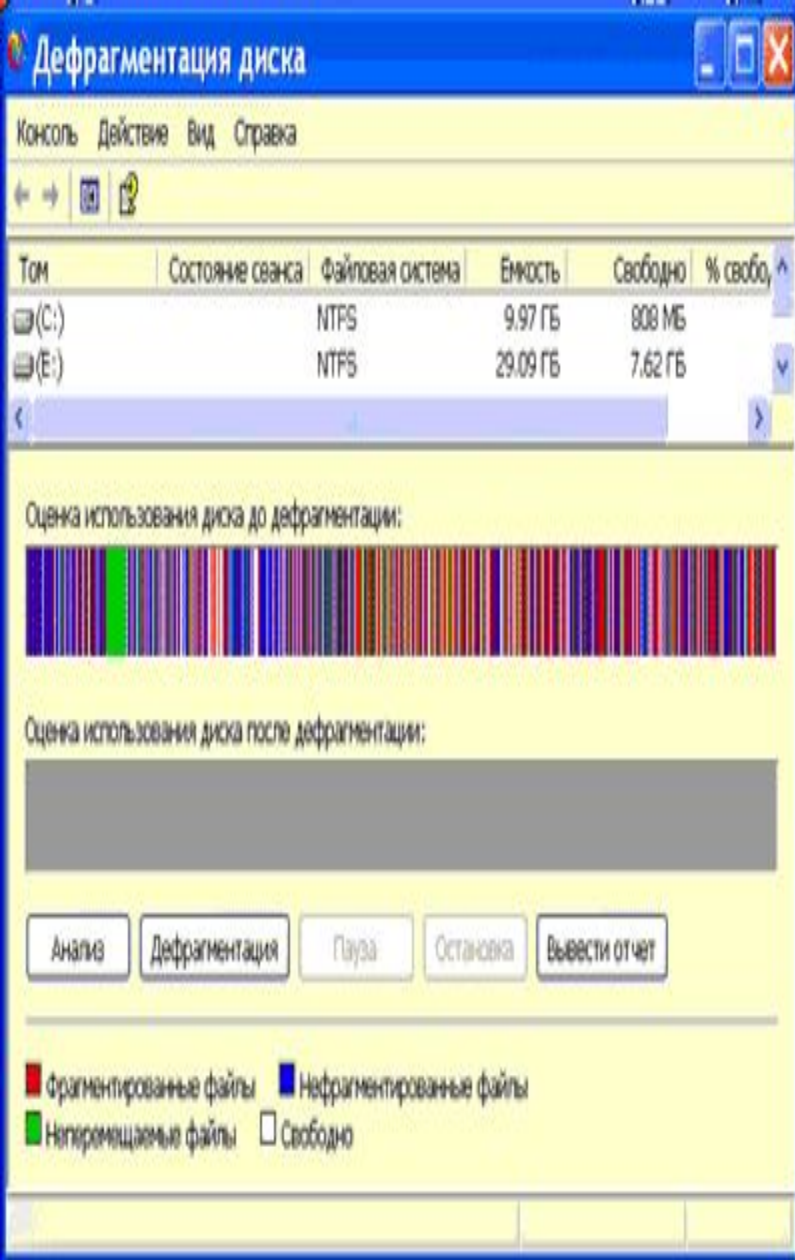 Дефрагментация диска
Консоль Действие Вид Справка
Том Состояние сеанса Файловая система Емкость Свободно % свобо,
(C:) NTFS 9.97 ГБ 808 МБ
(E:) NTFS 29.09 ГБ 7.62 ГБ
Оценка использования диска до дефрагментации:
Оценка использования диска после дефрагментации:
Анализ Дефрагментация Пауза Остановка Вывести отчет
Фрагментированные файлы Нефрагментированные файлы
Неперемещаемые файлы Свободно